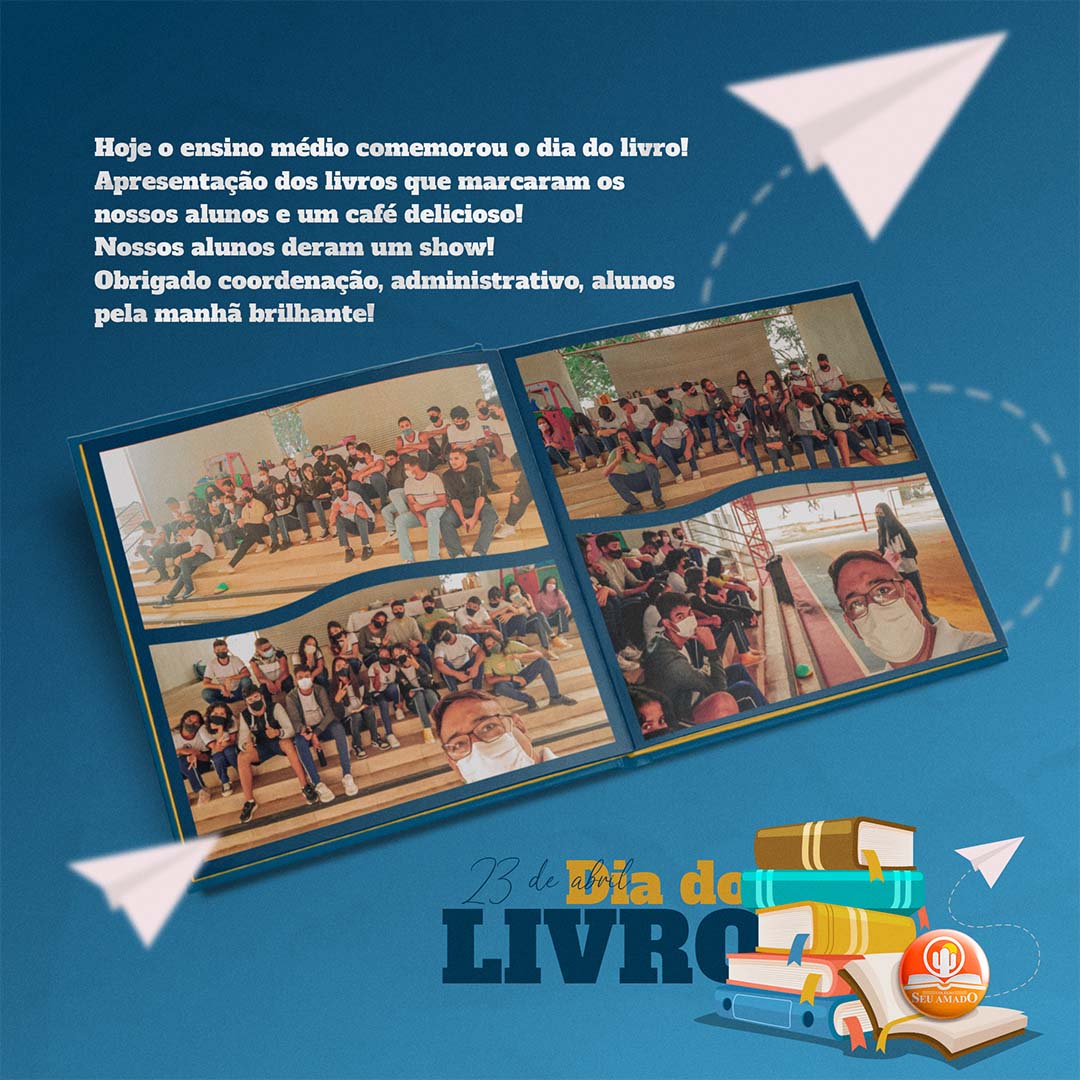 Hoje o ensino médio comemorou o dia do livro!
Apresentação dos livros que marcaram os
nossos alunos e um café delicioso!
Nossos alunos deram um show!
Obrigado coordenação, administrativo, alunos
pela manhã brilhante!
23 de abril
Dia do
LIVRO
SEU AMADO